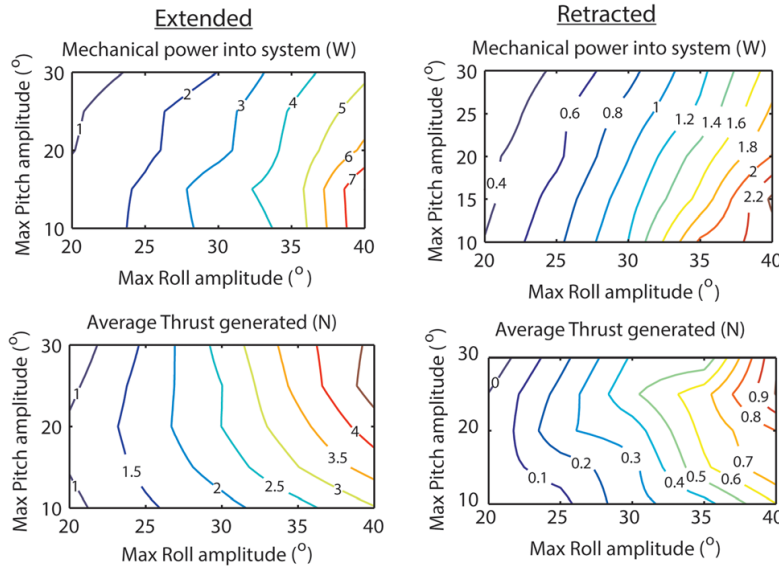 Extended
Mechanical power into system (W)
Max Pitch amplitude (°)
30
20
10
1
2
3
4
5
6
7
20 25 30 35 40
Max Roll amplitude (°)
Retracted
Mechanical power into system (W)
Max Pitch amplitude (°)
30
25
20
15
10
0.4
0.6
0.8
1
1.2
1.4
1.6
1.8
2
2.2
20 25 30 35 40
Max Roll amplitude (°)
Average Thrust generated (N)
Max Pitch amplitude (°)
30
20
10
1
1
1.5
2
2.5
3
3.5
4
20 25 30 35 40
Max Roll amplitude (°)
Average Thrust generated (N)
Max Pitch amplitude (°)
30
20
10
0
0.1
0.2
0.3
0.4
0.5
0.6
0.7
0.8
0.9
20 25 30 35 40
Max Roll amplitude (°)